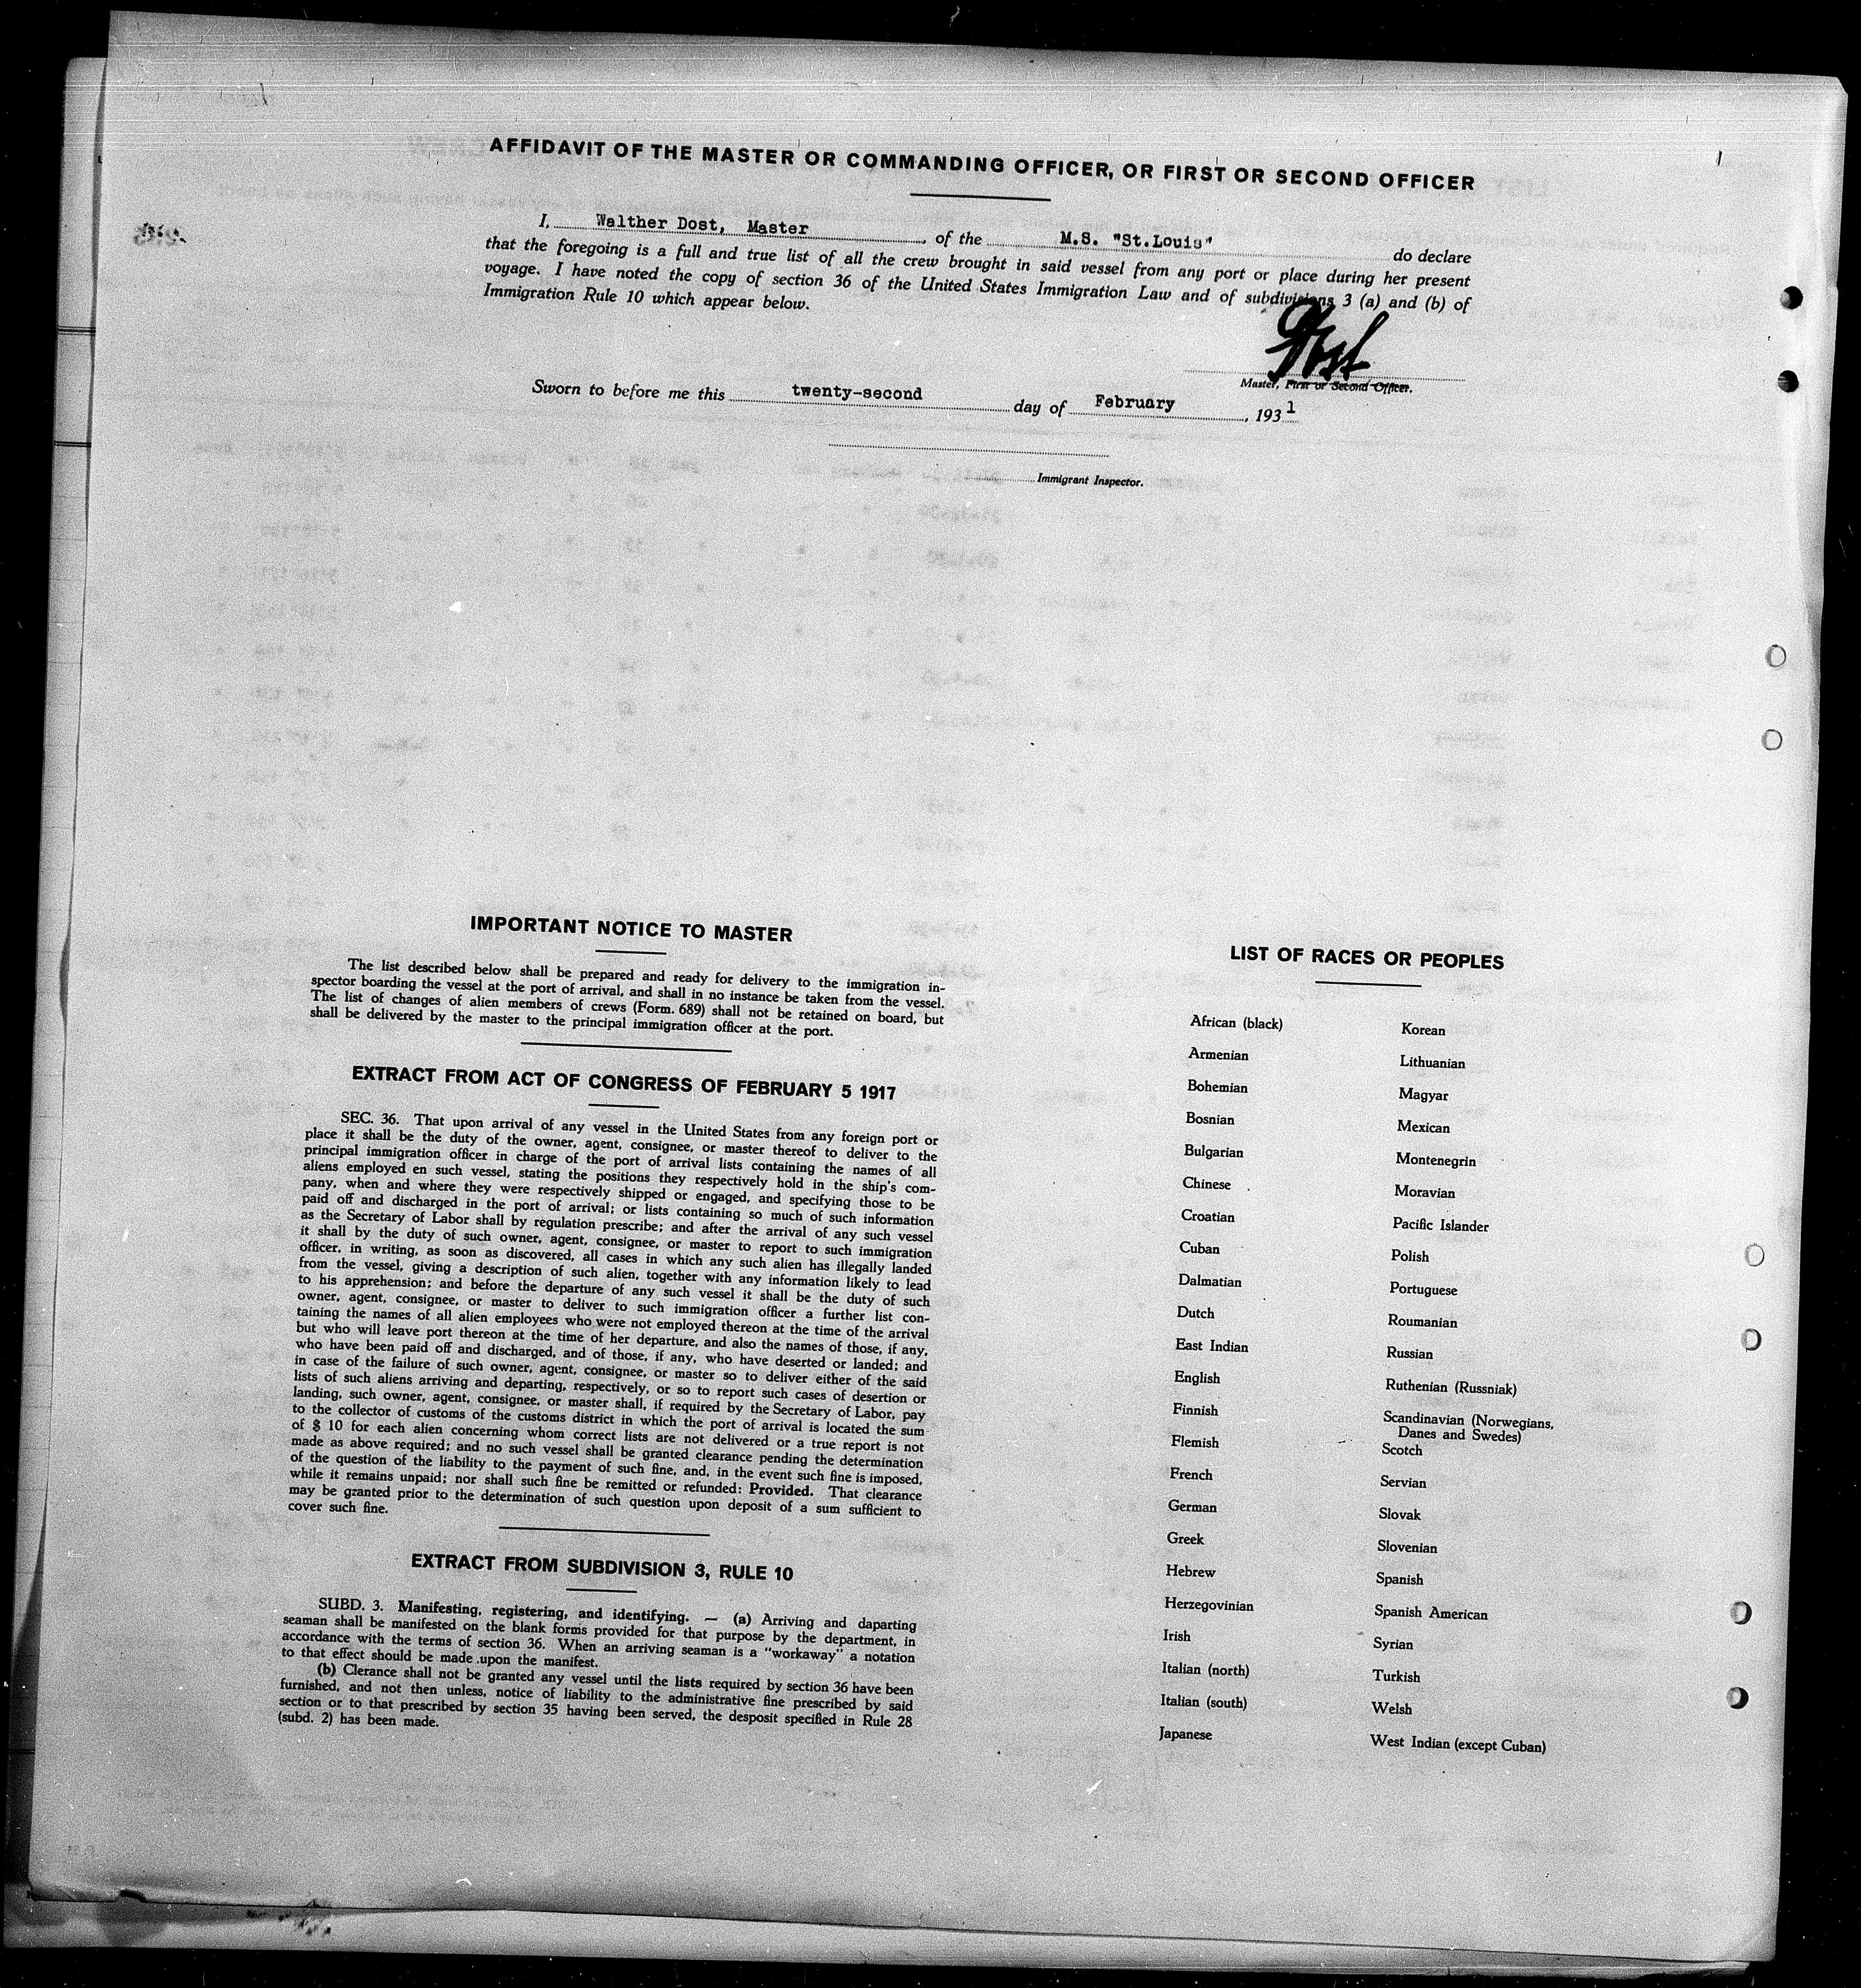 AFFIDAVIT OF THE MASTER OR COMMANDING OFFICER, OR FIRST OR SECOND OFFICER
I, Walther Dost, Master, of the M.S. "St.Louis" do declare
that the foregoing is a full and true list of all the crew brought in said vessel from any port or place during her present
voyage. I have noted the copy of section 36 of the United States Immigration Law and of subdivisions 3 (a) and (b) of
Immigration Rule 10 which appear below.
Dost
Master, First or Second Officer.
Sworn to before me this twenty-second day of February, 1931
Immigrant Inspector.
IMPORTANT NOTICE TO MASTER
The list described below shall be prepared and ready for delivery to the immigration in-
spector boarding the vessel at the port of arrival, and shall in no instance be taken from the vessel.
The list of changes of alien members of crews (Form. 689) shall not be retained on board, but
shall be delivered by the master to the principal immigration officer at the port.
EXTRACT FROM ACT OF CONGRESS OF FEBRUARY 5 1917
SEC. 36. That upon arrival of any vessel in the United States from any foreign port or
place it shall be the duty of the owner, agent, consignee, or master thereof to deliver to the
principal immigration officer in charge of the port of arrival lists containing the names of all
aliens employed en such vessel, stating the positions they respectively hold in the ship's com-
pany, when and where they were respectively shipped or engaged, and specifying those to be
paid off and discharged in the port of arrival; or lists containing so much of such information
as the Secretary of Labor shall by regulation prescribe; and after the arrival of any such vessel
it shall by the duty of such owner, agent, consignee, or master to report to such immigration
officer, in writing, as soon as discovered, all cases in which any such alien has illegally landed
from the vessel, giving a description of such alien, together with any information likely to lead
to his apprehension; and before the departure of any such vessel it shall be the duty of such
owner, agent, consignee, or master to deliver to such immigration officer a further list con-
taining the names of all alien employees who were not employed thereon at the time of the arrival
but who will leave port thereon at the time of her departure, and also the names of those, if any,
who have been paid off and discharged, and of those, if any, who have deserted or landed; and
in case of the failure of such owner, agent, consignee, or master so to deliver either of the said
lists of such aliens arriving and departing, respectively, or so to report such cases of desertion or
landing, such owner, agent, consignee, or master shall, if required by the Secretary of Labor, pay
to the collector of customs of the customs district in which the port of arrival is located the sum
of $ 10 for each alien concerning whom correct lists are not delivered or a true report is not
made as above required; and no such vessel shall be granted clearance pending the determination
of the question of the liability to the payment of such fine, and, in the event such fine is imposed,
while it remains unpaid; nor shall such fine be remitted or refunded: Provided. That clearance
may be granted prior to the determination of such question upon deposit of a sum sufficient to
cover such fine.
EXTRACT FROM SUBDIVISION 3, RULE 10
SUBD. 3. Manifesting, registering, and identifying. — (a) Arriving and daparting
seaman shall be manifested on the blank forms provided for that purpose by the department, in
accordance with the terms of section 36. When an arriving seaman is a "workaway" a notation
to that effect should be made upon the manifest.
(b) Clerance shall not be granted any vessel until the lists required by section 36 have been
furnished, and not then unless, notice of liability to the administrative fine prescribed by said
section or to that prescribed by section 35 having been served, the desposit specified in Rule 28
(subd. 2) has been made.
LIST OF RACES OR PEOPLES
African (black)
Armenian
Bohemian
Bosnian
Bulgarian
Chinese
Croatian
Cuban
Dalmatian
Dutch
East Indian
English
Finnish
Flemish
French
German
Greek
Hebrew
Herzegovinian
Irish
Italian (north)
Italian (south)
Japanese
Korean
Lithuanian
Magyar
Mexican
Montenegrin
Moravian
Pacific Islander
Polish
Portuguese
Roumanian
Russian
Ruthenian (Russniak)
Scandinavian (Norwegians,
Danes and Swedes)
Scotch
Servian
Slovak
Slovenian
Spanish
Spanish American
Syrian
Turkish
Welsh
West Indian (except Cuban)